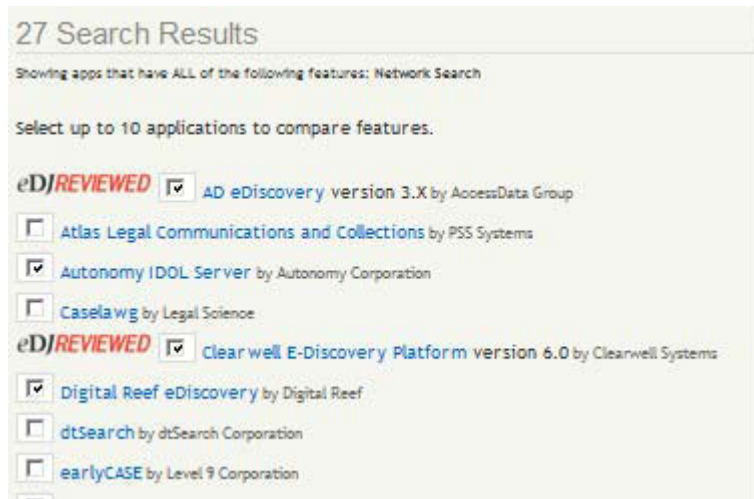 27 Search Results
Showing apps that have ALL of the following features: Network Search
Select up to 10 applications to compare features.
eDJREVIEWED AD eDiscovery version 3.X by AccessData Group
Atlas Legal Communications and Collections by PSS Systems
Autonomy IDOL Server by Autonomy Corporation
Caselawg by Legal Science
eDJREVIEWED Clearwell E-Discovery Platform version 6.0 by Clearwell Systems
Digital Reef eDiscovery by Digital Reef
dtSearch by dtSearch Corporation
earlyCASE by Level 9 Corporation